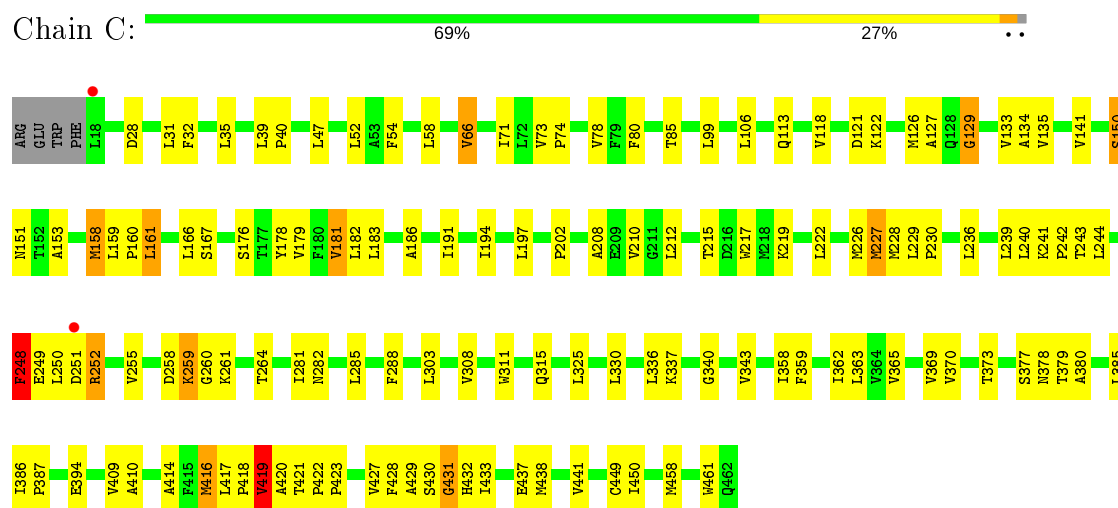 Chain C:
69% 27% • •
ARG GLU TRP PHE L18 D28 L31 F32 L35 L39 P40 L47 L52 A53 F54 L58 V66 I71 L72 V73 P74 V78 F79 F80 T85 L99 L106 Q113 V118 D121 K122 M126 A127 Q128 G129 V133 A134 V135 V141 S150
N151 T152 A153 M158 L159 P160 L161 L166 S167 S176 T177 Y178 V179 F180 V181 L182 L183 A186 I191 I194 L197 P202 A208 E209 V210 G211 L212 T215 D216 W217 M218 K219 L222 M226 M227 M228 L229 P230 L236 L239 L240 K241 P242 T243 L244
F248 E249 L250 D251 R252 V255 D258 K259 G260 K261 T264 I281 N282 L285 F288 L303 V308 W311 Q315 L325 L330 L336 K337 G340 V343 I358 F359 I362 L363 V364 V365 V369 V370 T373 S377 N378 T379 A380 L385
I386 P387 E394 V409 A410 A414 F415 M416 L417 P418 V419 A420 T421 P422 P423 V427 F428 A429 S430 G431 H432 I433 E437 M438 V441 C449 I450 M458 W461 Q462